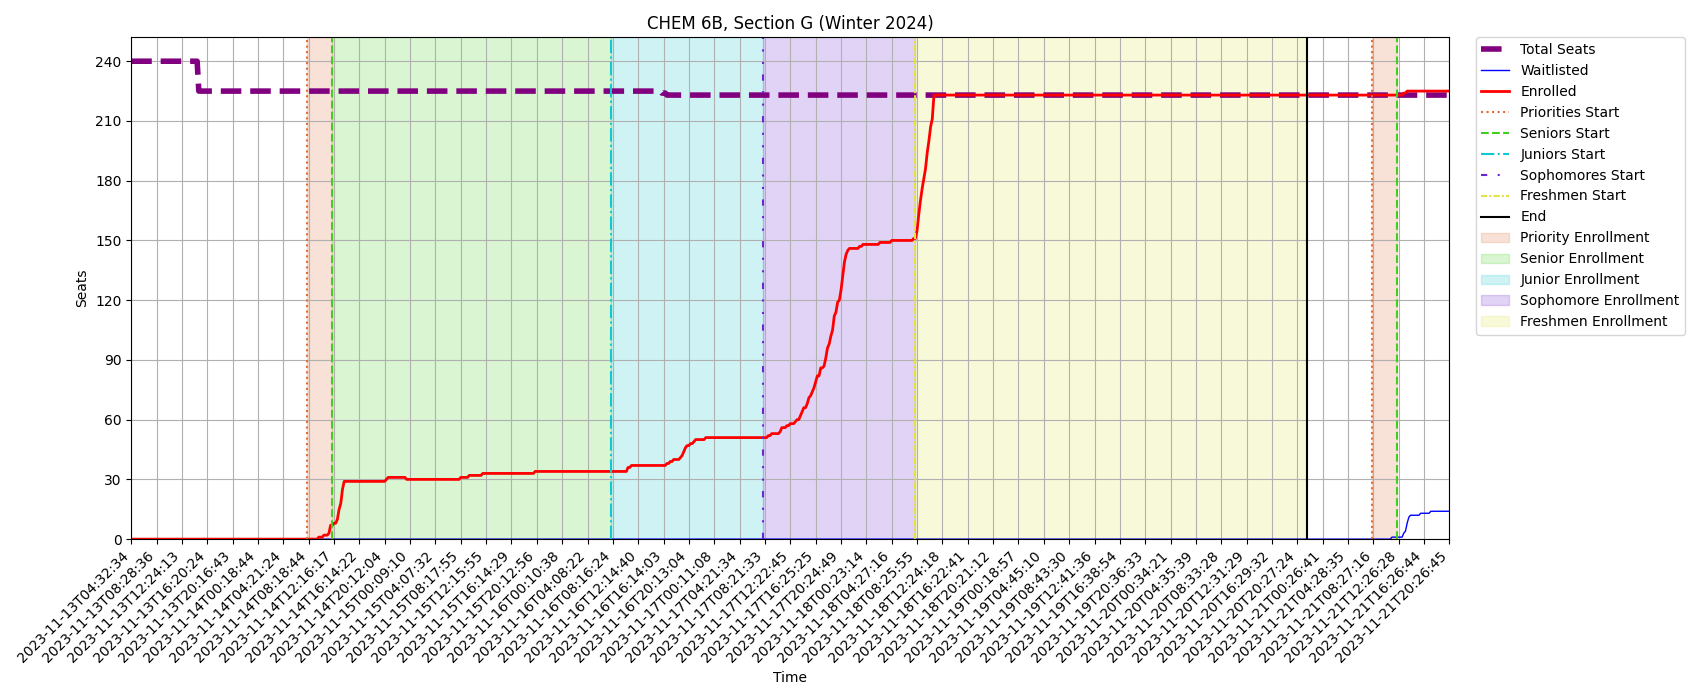 CHEM 6B, Section G (Winter 2024)
Seats
240
210
180
150
120
90
60
30
0
2023-11-13T04:32:34
2023-11-13T08:28:36
2023-11-13T12:24:13
2023-11-13T16:20:24
2023-11-13T20:16:43
2023-11-14T00:18:44
2023-11-14T04:21:24
2023-11-14T08:18:44
2023-11-14T12:16:17
2023-11-14T16:14:22
2023-11-14T20:12:04
2023-11-15T00:09:10
2023-11-15T04:07:32
2023-11-15T08:17:55
2023-11-15T12:15:55
2023-11-15T16:14:29
2023-11-15T20:12:56
2023-11-16T00:10:38
2023-11-16T04:08:22
2023-11-16T08:16:24
2023-11-16T12:14:40
2023-11-16T16:14:03
2023-11-16T20:13:04
2023-11-17T00:11:08
2023-11-17T04:21:34
2023-11-17T08:21:33
2023-11-17T12:22:45
2023-11-17T16:25:25
2023-11-17T20:24:49
2023-11-18T00:23:14
2023-11-18T04:27:16
2023-11-18T08:25:55
2023-11-18T12:24:18
2023-11-18T16:22:41
2023-11-18T20:21:12
2023-11-19T00:18:57
2023-11-19T04:45:10
2023-11-19T08:43:30
2023-11-19T12:41:36
2023-11-19T16:38:54
2023-11-19T20:36:33
2023-11-20T00:34:21
2023-11-20T04:35:39
2023-11-20T08:33:28
2023-11-20T12:31:29
2023-11-20T16:29:32
2023-11-20T20:27:24
2023-11-21T00:26:41
2023-11-21T04:28:35
2023-11-21T08:27:16
2023-11-21T12:26:28
2023-11-21T16:26:44
2023-11-21T20:26:45
Time
Total Seats
Waitlisted
Enrolled
Priorities Start
Seniors Start
Juniors Start
Sophomores Start
Freshmen Start
End
Priority Enrollment
Senior Enrollment
Junior Enrollment
Sophomore Enrollment
Freshmen Enrollment